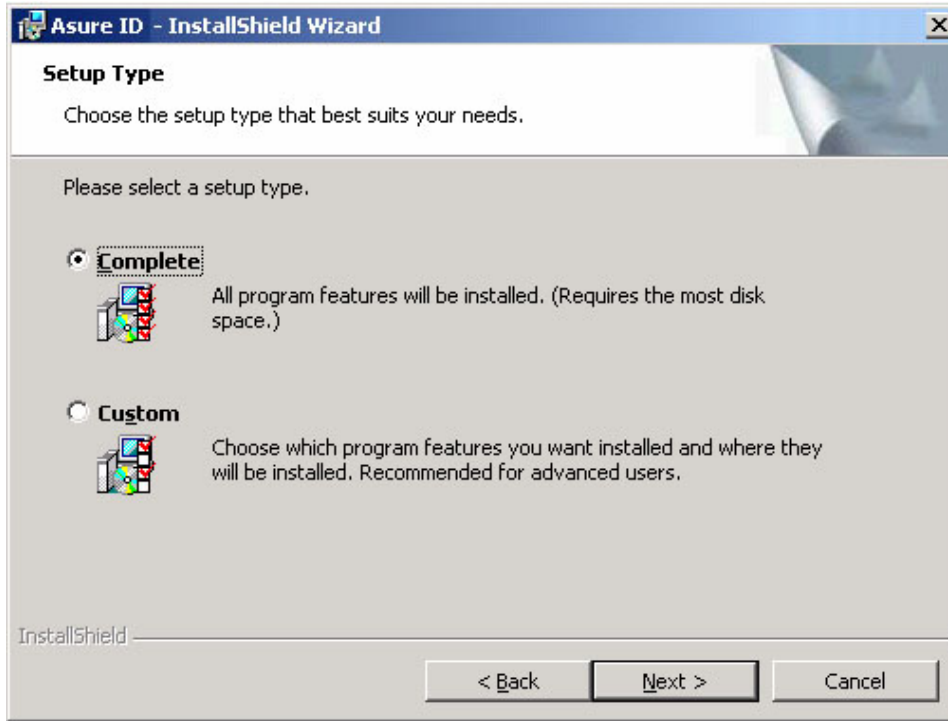 Asure ID - InstallShield Wizard
Setup Type
Choose the setup type that best suits your needs.
Please select a setup type.
Complete
All program features will be installed. (Requires the most disk
space.)
Custom
Choose which program features you want installed and where they
will be installed. Recommended for advanced users.
InstallShield
< Back
Next >
Cancel